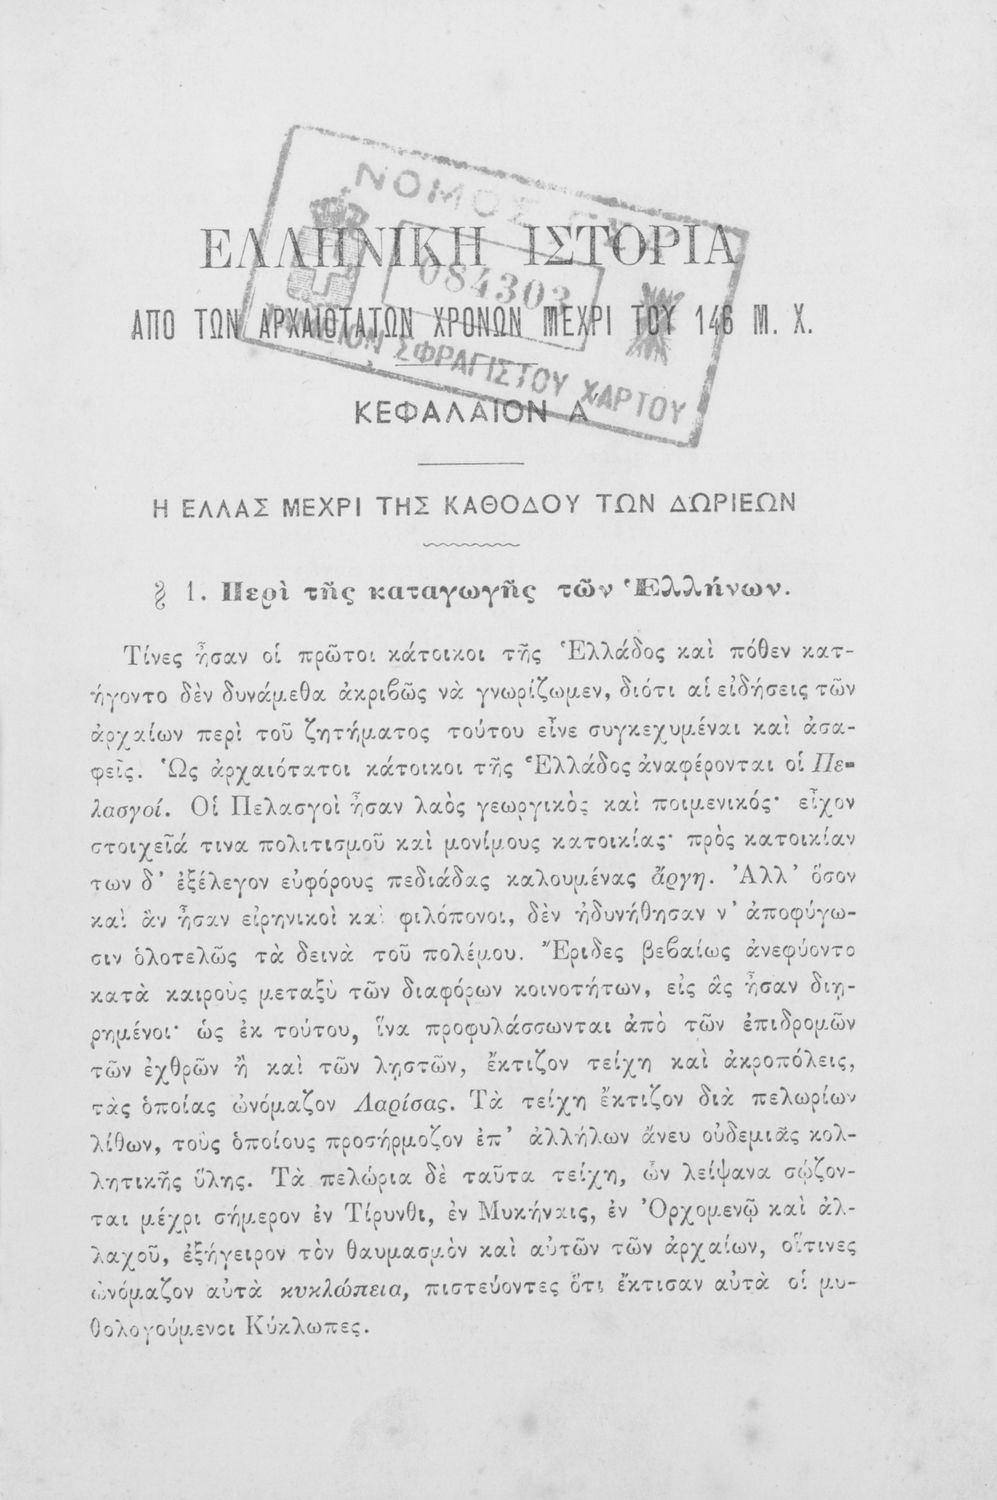 ΝΟΜΟΣ
084303
ΣΦΡΑΓΙΣΤΟΥ ΧΑΡΤΟΥ
ΕΛΛΗΝΙΚΗ ΙΣΤΟΡΙΑ
ΑΠΟ ΤΩΝ ΑΡΧΑΙΟΤΑΤΩΝ ΧΡΟΝΩΝ ΜΕΧΡΙ ΤΟΥ 146 Μ. Χ.
ΚΕΦΑΛΑΙΟΝ Α΄
Η ΕΛΛΑΣ ΜΕΧΡΙ ΤΗΣ ΚΑΘΟΔΟΥ ΤΩΝ ΔΩΡΙΕΩΝ
§ 1. Περὶ τῆς καταγωγῆς τῶν Ἑλλήνων.
Τίνες ἦσαν οἱ πρῶτοι κάτοικοι τῆς Ἑλλάδος καὶ πόθεν κατ-
ήγοντο δὲν δυνάμεθα ἀκριβῶς νὰ γνωρίζωμεν, διότι αἱ εἰδήσεις τῶν
ἀρχαίων περὶ τοῦ ζητήματος τούτου εἶνε συγκεχυμέναι καὶ ἀσα-
φεῖς. Ὡς ἀρχαιότατοι κάτοικοι τῆς Ἑλλάδος ἀναφέρονται οἱ Πε-
λασγοί. Οἱ Πελασγοὶ ἦσαν λαὸς γεωργικὸς καὶ ποιμενικός· εἶχον
στοιχεῖά τινα πολιτισμοῦ καὶ μονίμους κατοικίας· πρὸς κατοικίαν
των δ’ ἐξέλεγον εὐφόρους πεδιάδας καλουμένας ἄργη. Ἀλλ’ ὅσον
καὶ ἂν ἦσαν εἰρηνικοὶ καὶ φιλόπονοι, δὲν ἠδυνήθησαν ν’ ἀποφύγω-
σιν ὁλοτελῶς τὰ δεινὰ τοῦ πολέμου. Ἔριδες βεβαίως ἀνεφύοντο
κατὰ καιροὺς μεταξὺ τῶν διαφόρων κοινοτήτων, εἰς ἃς ἦσαν διῃ-
ρημένοι· ὡς ἐκ τούτου, ἵνα προφυλάσσωνται ἀπὸ τῶν ἐπιδρομῶν
τῶν ἐχθρῶν ἢ καὶ τῶν λῃστῶν, ἔκτιζον τείχη καὶ ἀκροπόλεις,
τὰς ὁποίας ὠνόμαζον Λαρίσας. Τὰ τείχη ἔκτιζον διὰ πελωρίων
λίθων, τοὺς ὁποίους προσήρμοζον ἐπ’ ἀλλήλων ἄνευ οὐδεμιᾶς κολ-
λητικῆς ὕλης. Τὰ πελώρια δὲ ταῦτα τείχη, ὧν λείψανα σῴζον-
ται μέχρι σήμερον ἐν Τίρυνθι, ἐν Μυκήναις, ἐν Ὀρχομενῷ καὶ ἀλ-
λαχοῦ, ἐξήγειρον τὸν θαυμασμὸν καὶ αὐτῶν τῶν ἀρχαίων, οἵτινες
ὠνόμαζον αὐτὰ κυκλώπεια, πιστεύοντες ὅτι ἔκτισαν αὐτὰ οἱ μυ-
θολογούμενοι Κύκλωπες.